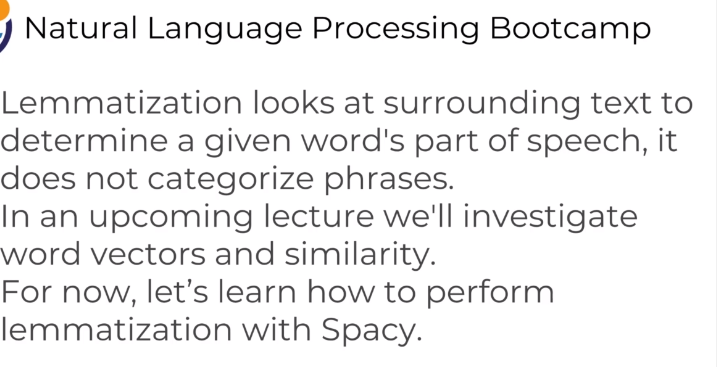 Natural Language Processing Bootcamp
Lemmatization looks at surrounding text to
determine a given word's part of speech, it
does not categorize phrases.
In an upcoming lecture we'll investigate
word vectors and similarity.
For now, let’s learn how to perform
lemmatization with Spacy.